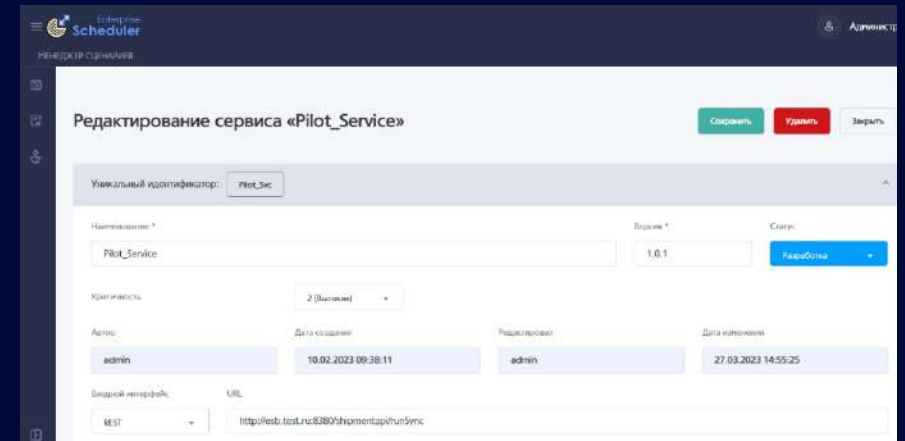 Enterprise
Scheduler
Администр
МЕНЕДЖЕР СЦЕНАРИЕВ
Редактирование сервиса «Pilot_Service»
Сохранить Удалить Закрыть
Уникальный идентификатор: Pilot_Svc
Наименование * Версия * Статус
Pilot_Service 1.0.1 Разработка
Критичность 2 (Высокая)
Автор Дата создания Редактировал Дата изменения
admin 10.02.2023 09:38:11 admin 27.03.2023 14:55:25
Входной интерфейс URL
REST http://esb.test.ru:8380/shipmentapi/runSync